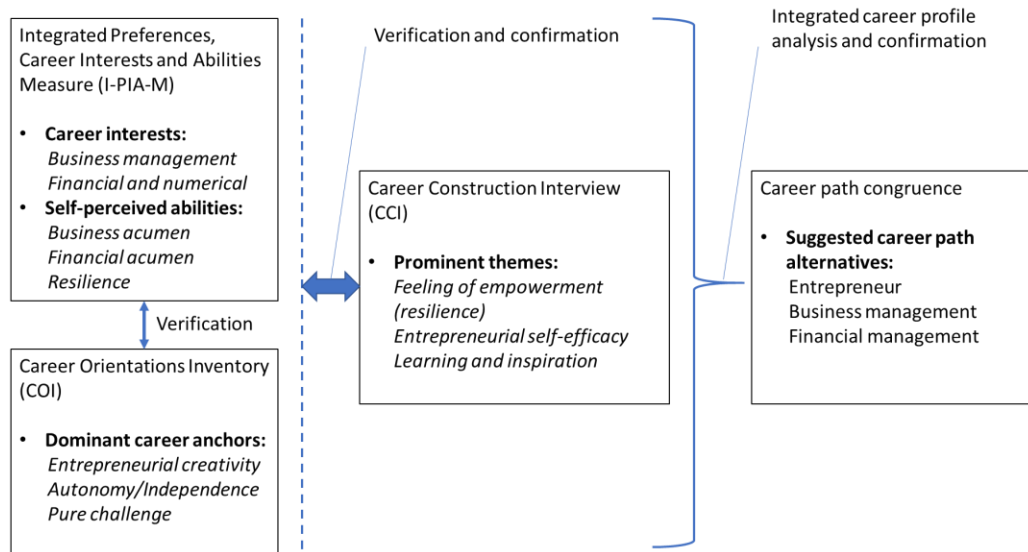 Integrated Preferences,
Career Interests and Abilities
Measure (I-PIA-M)
• Career interests:
Business management
Financial and numerical
• Self-perceived abilities:
Business acumen
Financial acumen
Resilience
Verification
Career Orientations Inventory
(COI)
• Dominant career anchors:
Entrepreneurial creativity
Autonomy/Independence
Pure challenge
Verification and confirmation
Career Construction Interview
(CCI)
• Prominent themes:
Feeling of empowerment
(resilience)
Entrepreneurial self-efficacy
Learning and inspiration
Integrated career profile
analysis and confirmation
Career path congruence
• Suggested career path
alternatives:
Entrepreneur
Business management
Financial management